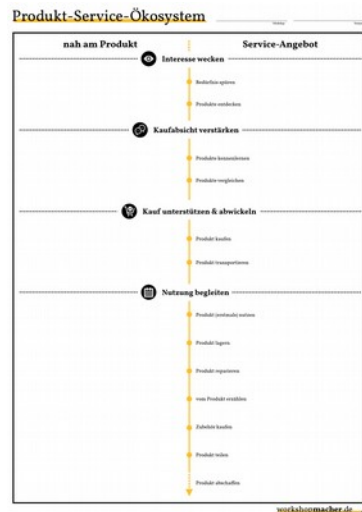 Produkt-Service-Ökosystem
nah am Produkt
Service-Angebot
Interesse wecken
Bedürfnis spüren
Produkte entdecken
Kaufabsicht verstärken
Produkte kennenlernen
Produkte vergleichen
Kauf unterstützen & abwickeln
Produkt kaufen
Produkt transportieren
Nutzung begleiten
Produkt (erstmals) nutzen
Produkt lagern
Produkt reparieren
vom Produkt erzählen
Zubehör kaufen
Produkt teilen
Produkt abschaffen
workshopmacher.de